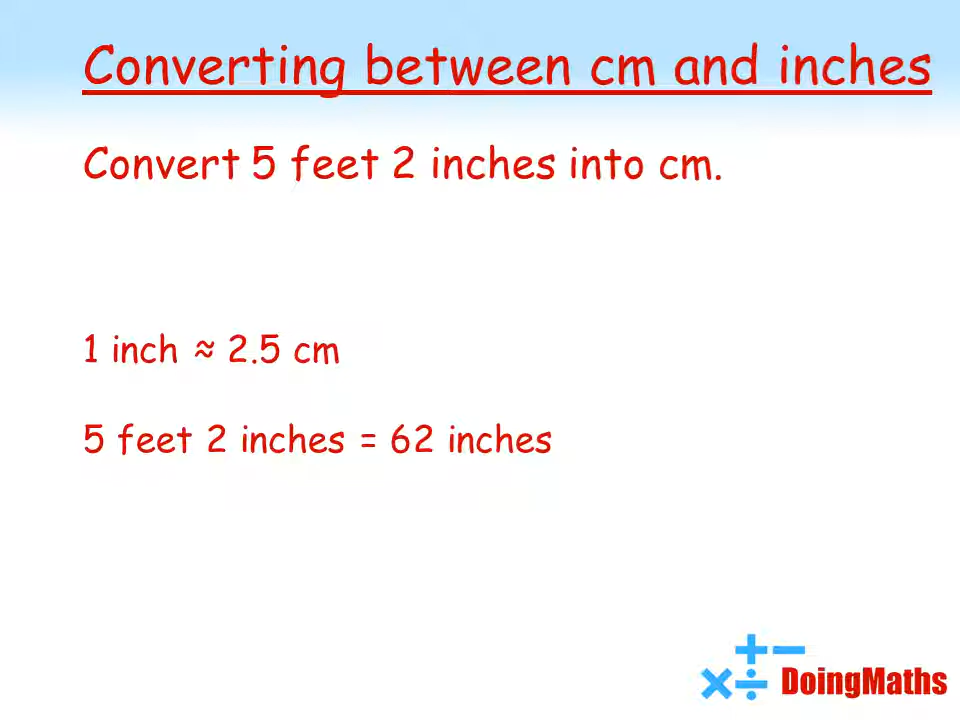 Converting between cm and inches
Convert 5 feet 2 inches into cm.
1 inch ≈ 2.5 cm
5 feet 2 inches = 62 inches
DoingMaths